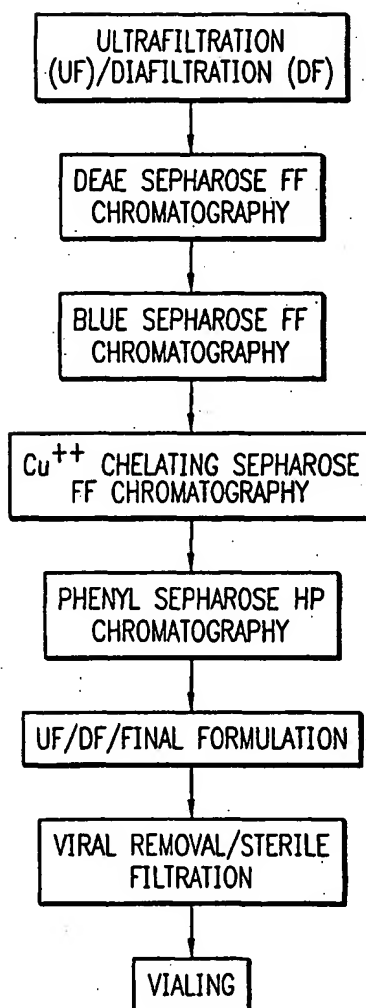 ULTRAFILTRATION
(UF)/DIAFILTRATION (DF)
DEAE SEPHAROSE FF
CHROMATOGRAPHY
BLUE SEPHAROSE FF
CHROMATOGRAPHY
Cu++ CHELATING SEPHAROSE
FF CHROMATOGRAPHY
PHENYL SEPHAROSE HP
CHROMATOGRAPHY
UF/DF/FINAL FORMULATION
VIRAL REMOVAL/STERILE
FILTRATION
VIALING